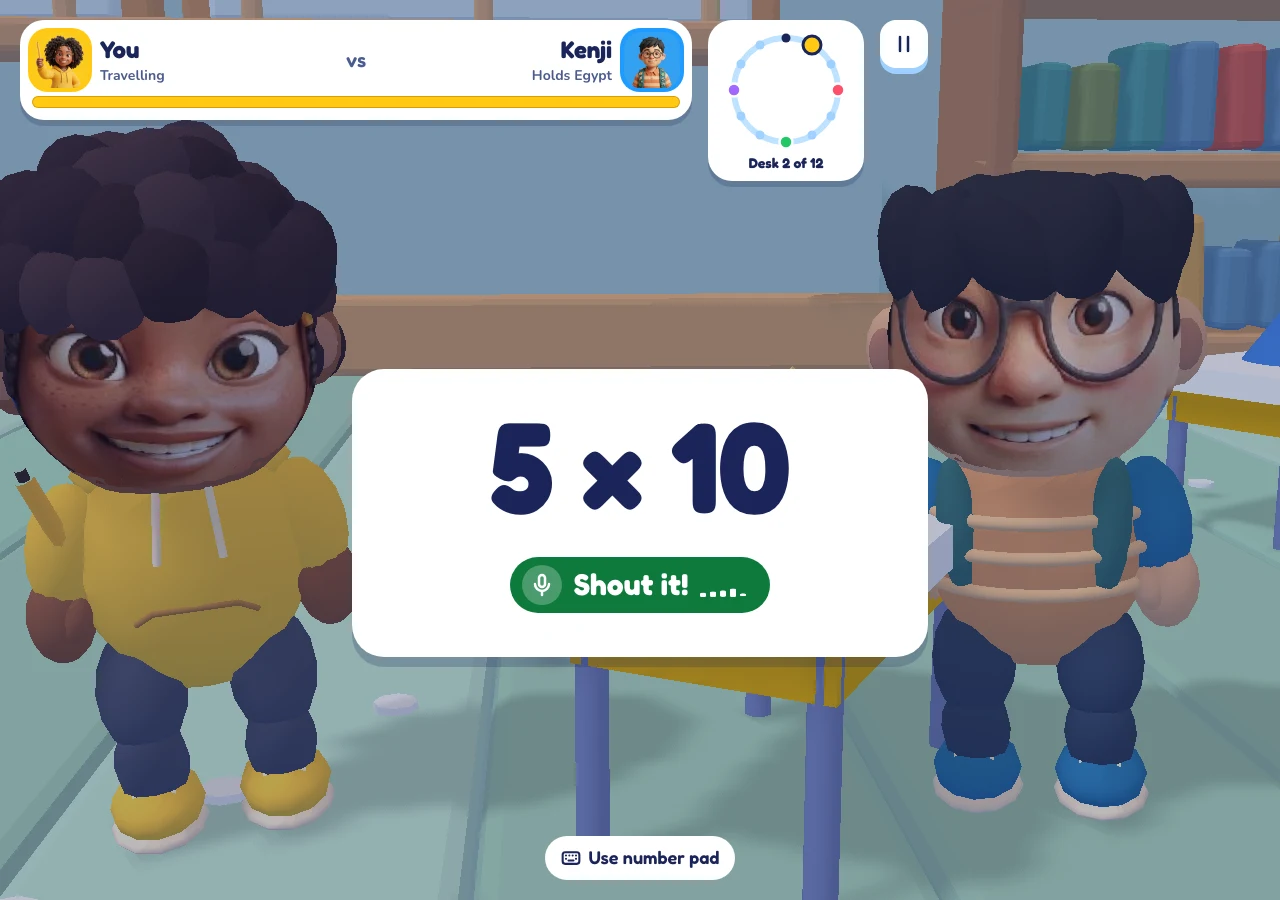 You
Travelling
vs
Kenji
Holds Egypt
Desk 2 of 12
5 × 10
Shout it!
Use number pad